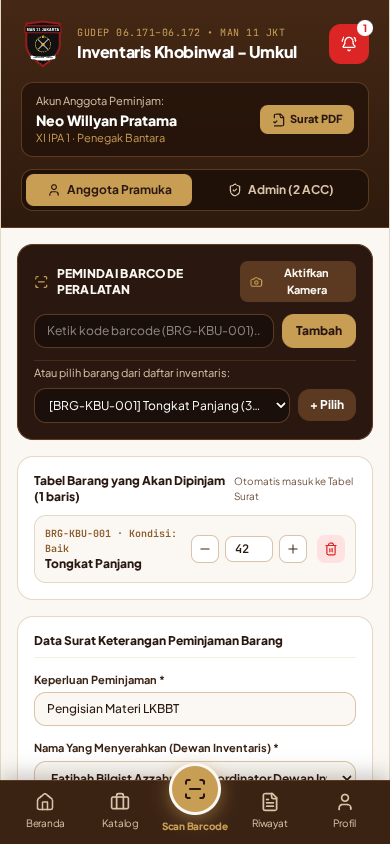 GUDEP 06.171-06.172 • MAN 11 JKT
Inventaris Khobinwal - Umkul
1
MAN 11 JAKARTA
Akun Anggota Peminjam:
Neo Willyan Pratama
XI IPA 1 · Penegak Bantara
Surat PDF
Anggota Pramuka
Admin (2 ACC)
PEMINDAI BARCODE
PERALATAN
Aktifkan
Kamera
Ketik kode barcode (BRG-KBU-001)..
Tambah
Atau pilih barang dari daftar inventaris:
[BRG-KBU-001] Tongkat Panjang (3...
+ Pilih
Tabel Barang yang Akan Dipinjam
(1 baris)
Otomatis masuk ke Tabel
Surat
BRG-KBU-001 · Kondisi:
Baik
Tongkat Panjang
42
Data Surat Keterangan Peminjaman Barang
Keperluan Peminjaman *
Pengisian Materi LKBBT
Nama Yang Menyerahkan (Dewan Inventaris) *
Beranda
Katalog
Scan Barcode
Riwayat
Profil